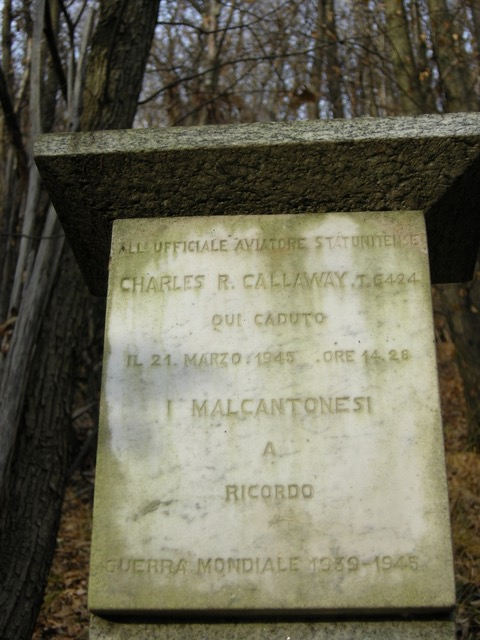 ALL' UFFICIALE AVIATORE STATUNITENSE
CHARLES R. CALLAWAY. T. 6424
QUI CADUTO
IL 21. MARZO. 1945 . ORE 14.28
I MALCANTONESI
A
RICORDO
GUERRA MONDIALE 1939-1945